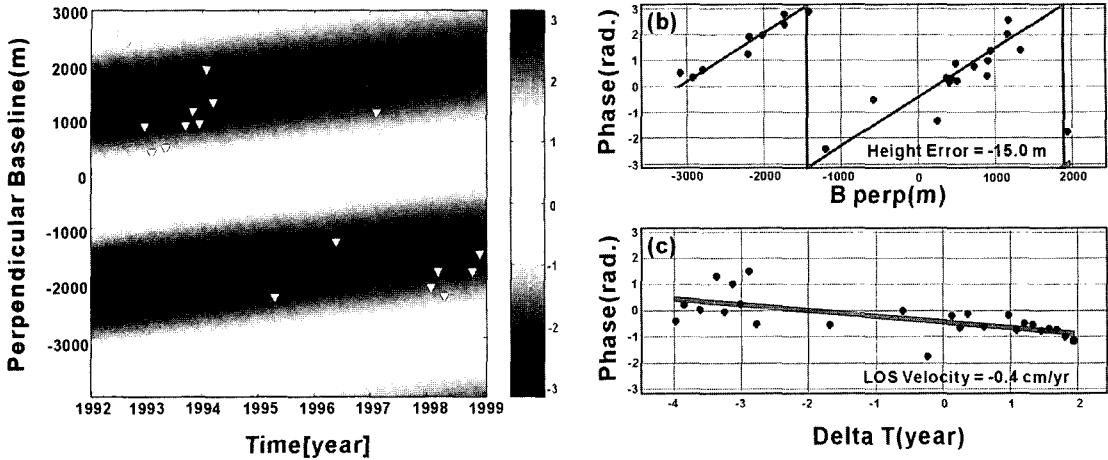 Perpendicular Baseline(m)
3000
2000
1000
0
-1000
-2000
-3000
1992 1993 1994 1995 1996 1997 1998 1999
Time[year]
3
2
1
0
-1
-2
-3
(b)
Phase(rad.)
3
2
1
0
-1
-2
-3
Height Error = -15.0 m
-3000 -2000 -1000 0 1000 2000
B perp(m)
(c)
Phase(rad.)
3
2
1
0
-1
-2
-3
LOS Velocity = -0.4 cm/yr
-4 -3 -2 -1 0 1 2
Delta T(year)